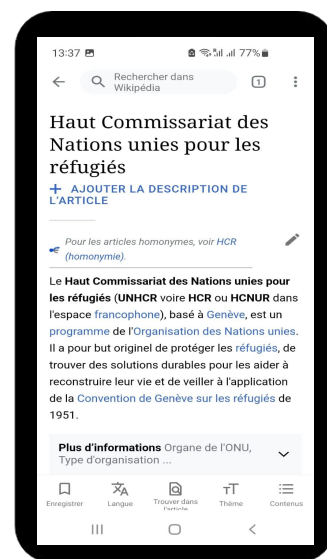 13:37 77%
Rechercher dans
Wikipédia
1
Haut Commissariat des
Nations unies pour les
réfugiés
+ AJOUTER LA DESCRIPTION DE
L'ARTICLE
Pour les articles homonymes, voir HCR
(homonymie).
Le Haut Commissariat des Nations unies pour
les réfugiés (UNHCR voire HCR ou HCNUR dans
l'espace francophone), basé à Genève, est un
programme de l'Organisation des Nations unies.
Il a pour but originel de protéger les réfugiés, de
trouver des solutions durables pour les aider à
reconstruire leur vie et de veiller à l'application
de la Convention de Genève sur les réfugiés de
1951.
Plus d'informations Organe de l'ONU,
Type d'organisation ...
Enregistrer Langue Trouver dans Thème Contenus
l'article